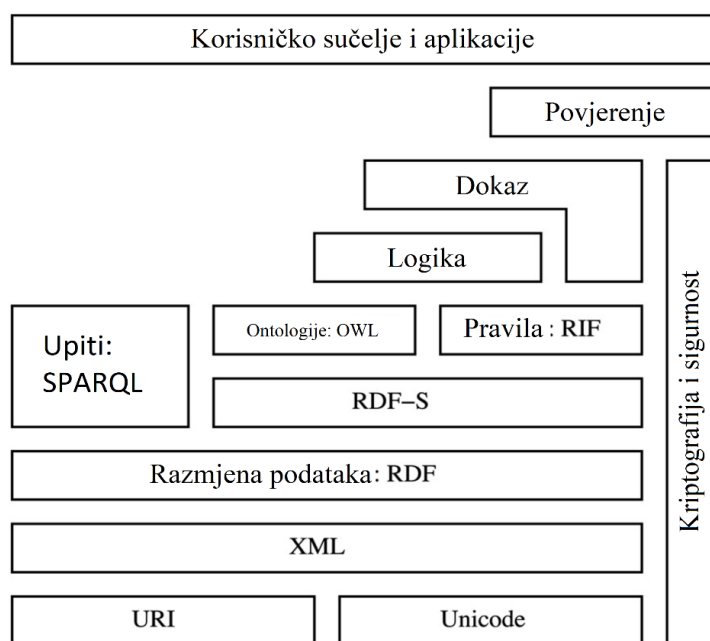 Korisničko sučelje i aplikacije
Povjerenje
Dokaz
Logika
Upiti:
SPARQL
Ontologije: OWL
Pravila : RIF
RDF–S
Razmjena podataka: RDF
XML
URI
Unicode
Kriptografija i sigurnost